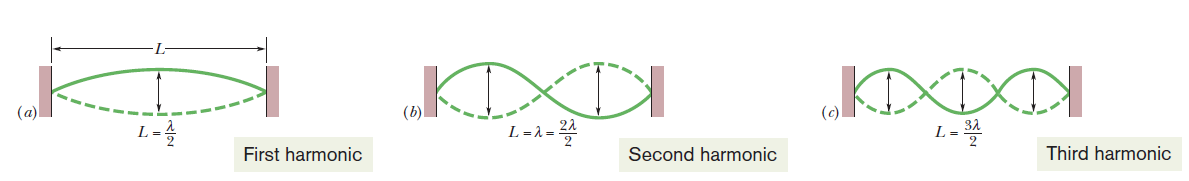 L
(a)
L = λ/2
First harmonic
(b)
L = λ = 2λ/2
Second harmonic
(c)
L = 3λ/2
Third harmonic